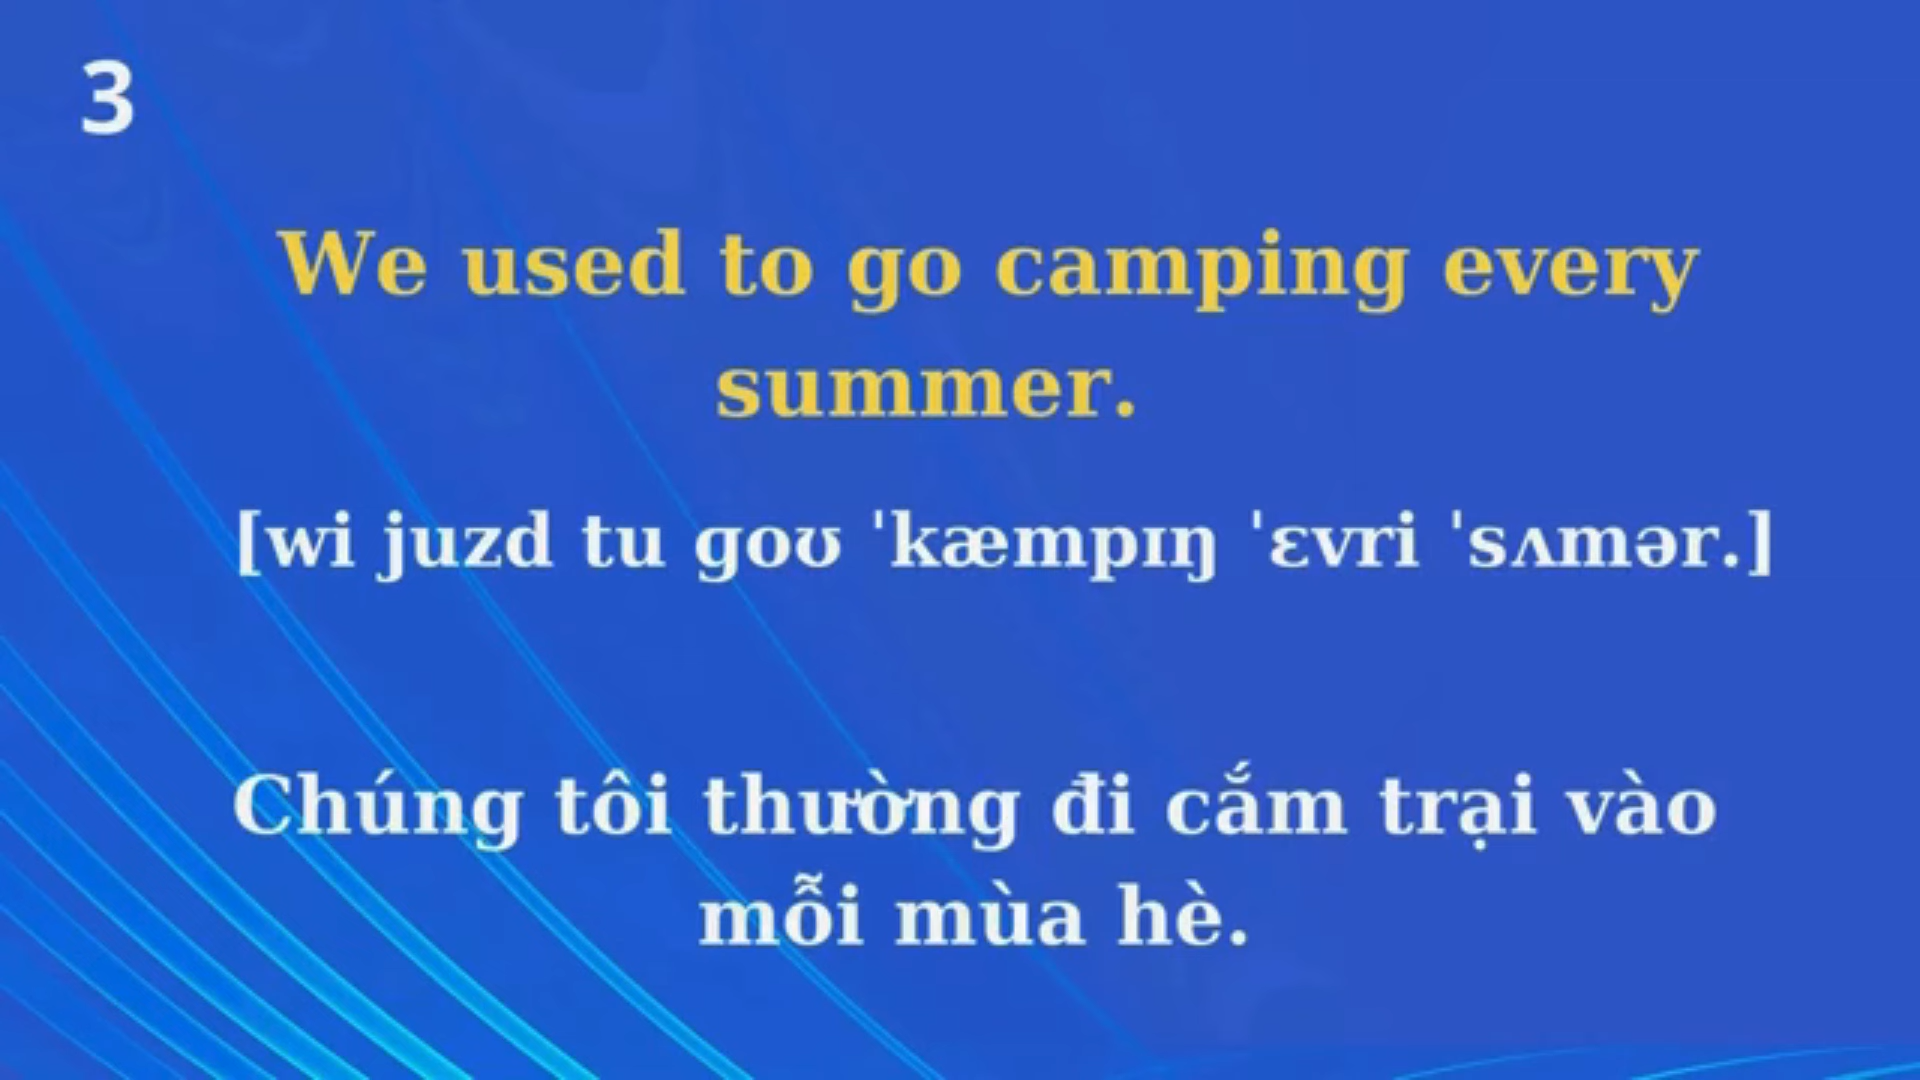 3
We used to go camping every
summer.
[wi juzd tu ɡoʊ ˈkæmpɪŋ ˈɛvri ˈsʌmər.]
Chúng tôi thường đi cắm trại vào
mỗi mùa hè.